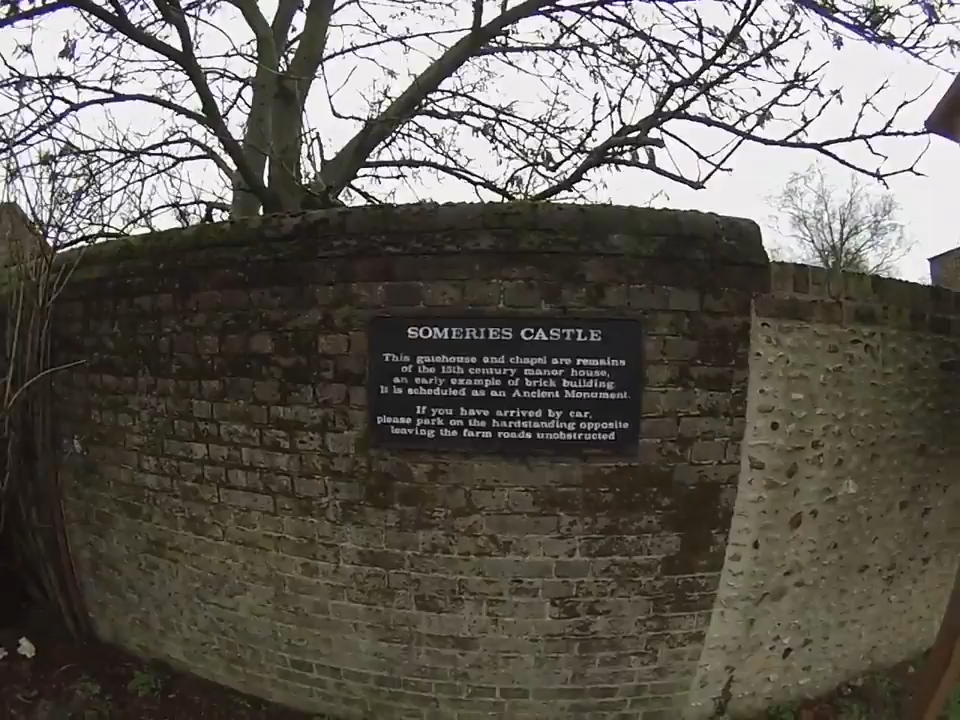 SOMERIES CASTLE
This gatehouse and chapel are remains
of the 15th century manor house,
an early example of brick building
It is scheduled as an Ancient Monument.
If you have arrived by car,
please park on the hardstanding opposite
leaving the farm roads unobstructed